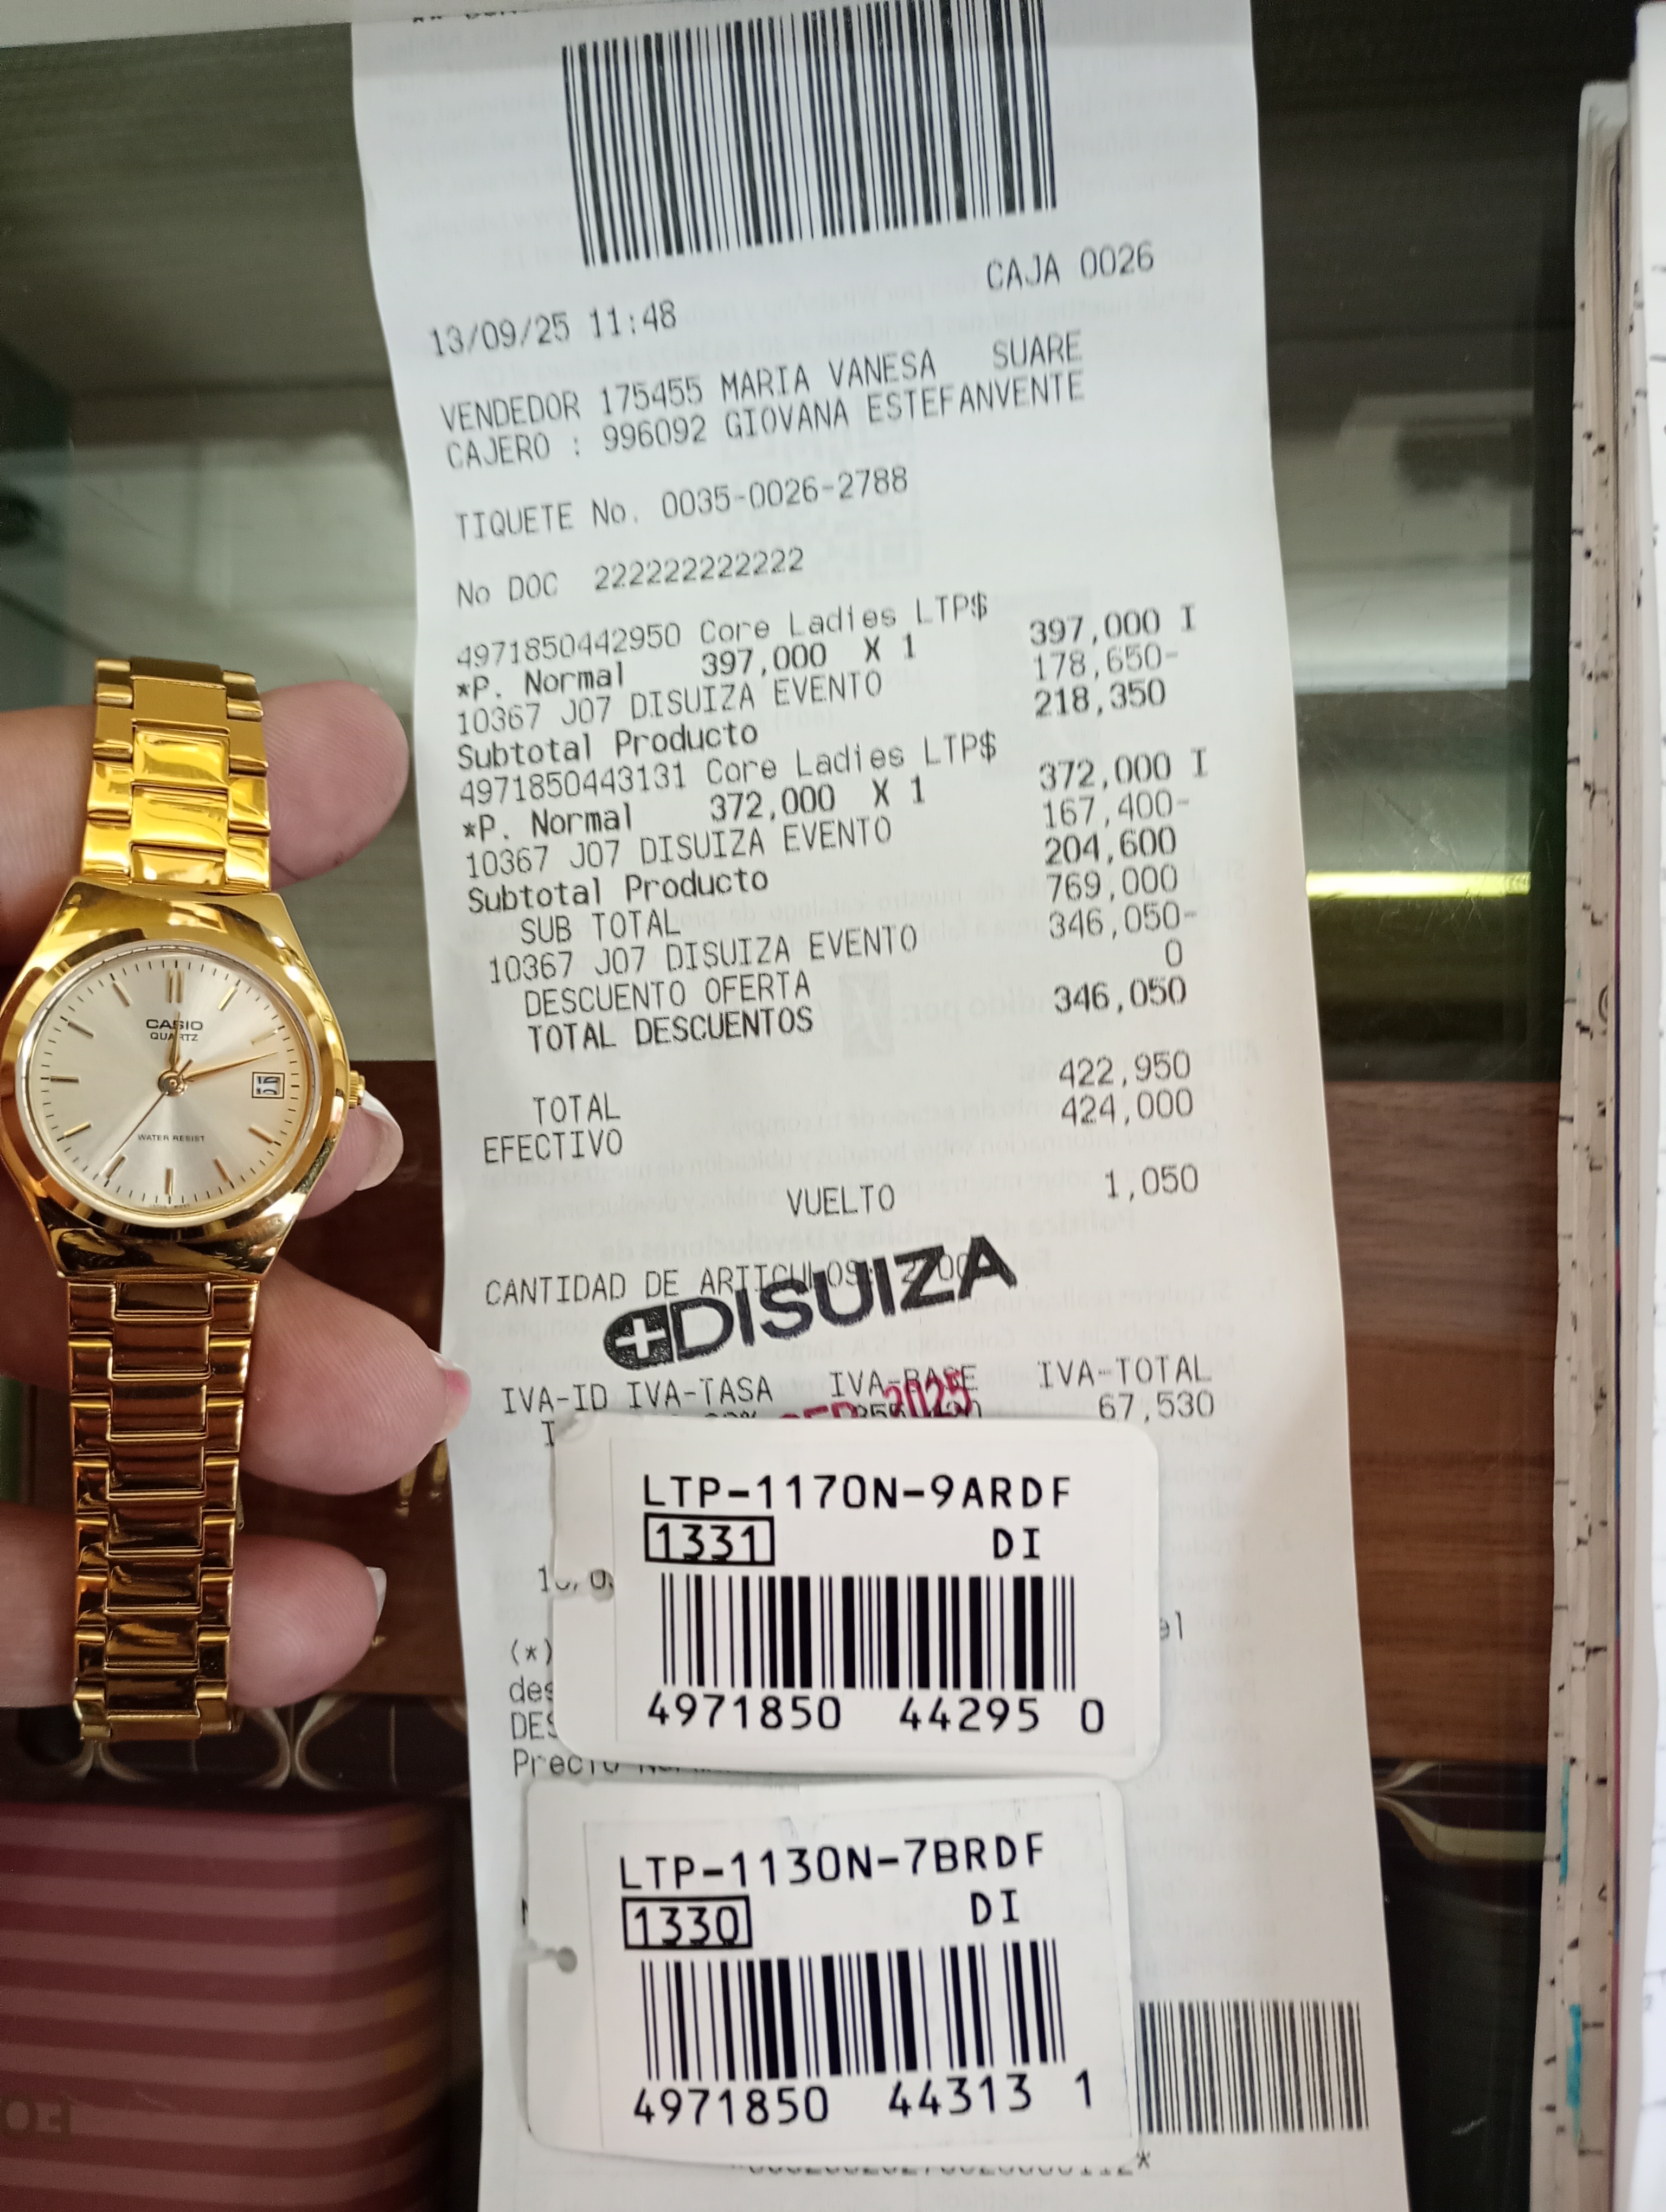 CAJA 0026
13/09/25 11:48
VENDEDOR 175455 MARIA VANESA SUARE
CAJERO : 996092 GIOVANA ESTEFANVENTE
TIQUETE No. 0035-0026-2788
No DOC 222222222222
4971850442950 Core Ladies LTP$ 397,000 I
*P. Normal 397,000 X 1
10367 J07 DISUIZA EVENTO 178,650-
Subtotal Producto 218,350
4971850443131 Core Ladies LTP$ 372,000 I
*P. Normal 372,000 X 1
10367 J07 DISUIZA EVENTO 167,400-
Subtotal Producto 204,600
SUB TOTAL 769,000
10367 J07 DISUIZA EVENTO 346,050-
DESCUENTO OFERTA 0
TOTAL DESCUENTOS 346,050
TOTAL 422,950
EFECTIVO 424,000
VUELTO 1,050
CANTIDAD DE ARTICULOS
DISUIZA
IVA-ID IVA-TASA IVA-BASE IVA-TOTAL
I 67,530
2025
(*)
LTP-1170N-9ARDF
1331 DI
4971850 44295 0
LTP-1130N-7BRDF
1330 DI
4971850 44313 1
CASIO
QUARTZ
WATER RESIST